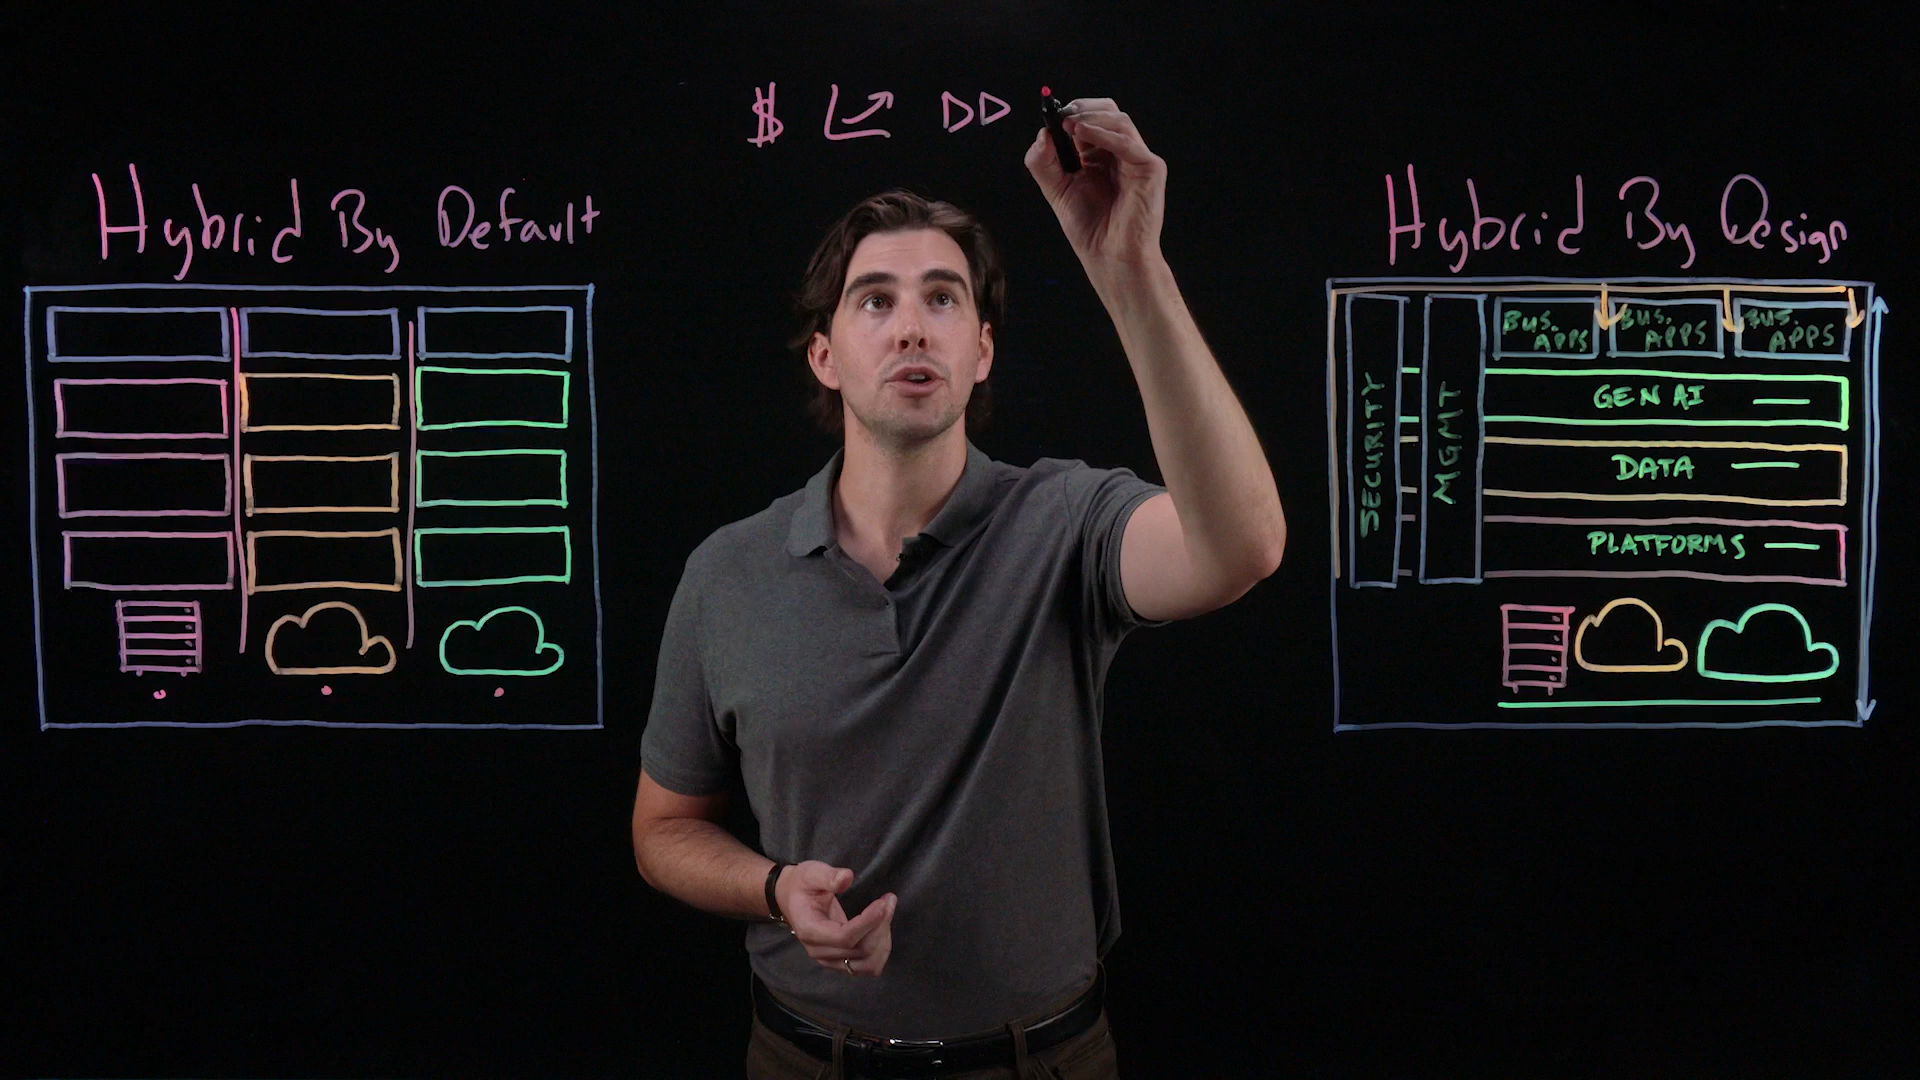 $
Hybrid By Default
Hybrid By Design
BUS. APPS
BUS. APPS
BUS. APPS
GEN AI
DATA
PLATFORMS
SECURITY
MGMT